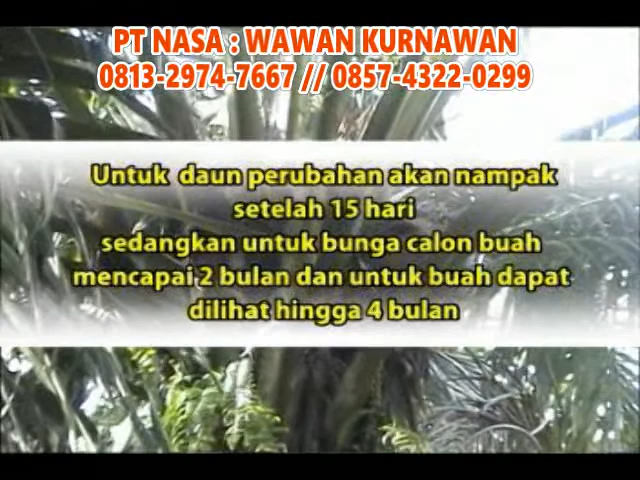 PT NASA : WAWAN KURNAWAN
0813-2974-7667 // 0857-4322-0299
Untuk daun perubahan akan nampak
setelah 15 hari
sedangkan untuk bunga calon buah
mencapai 2 bulan dan untuk buah dapat
dilihat hingga 4 bulan